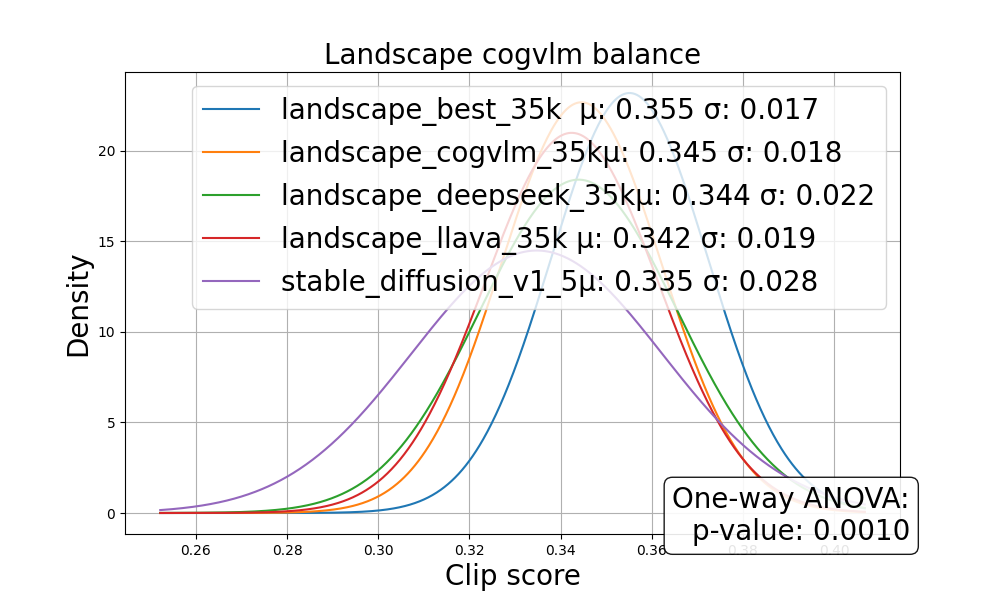 Landscape cogvlm balance
landscape_best_35k  μ: 0.355 σ: 0.017
landscape_cogvlm_35kμ: 0.345 σ: 0.018
landscape_deepseek_35kμ: 0.344 σ: 0.022
landscape_llava_35k μ: 0.342 σ: 0.019
stable_diffusion_v1_5μ: 0.335 σ: 0.028
Density
20
15
10
5
0
One-way ANOVA:
p-value: 0.0010
0.26 0.28 0.30 0.32 0.34 0.36 0.38 0.40
Clip score